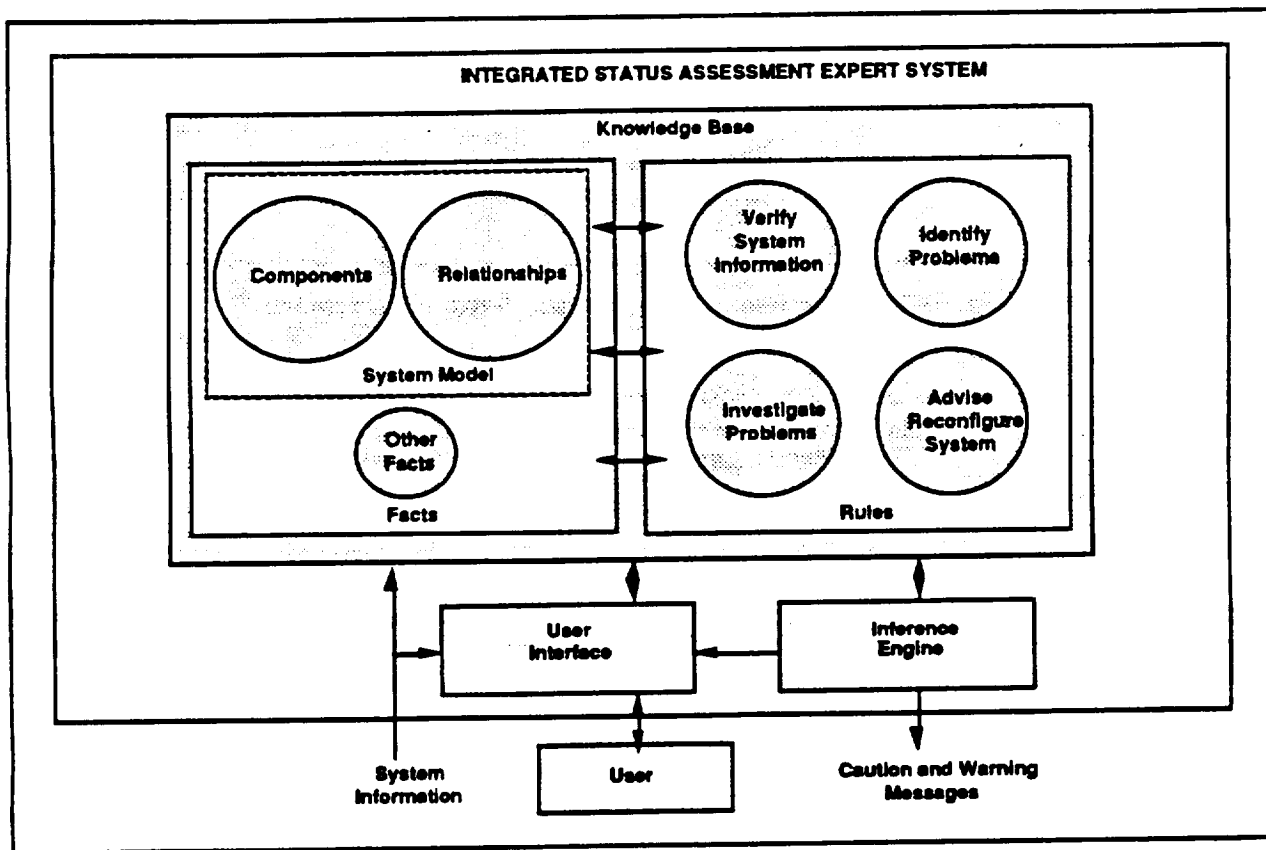 INTEGRATED STATUS ASSESSMENT EXPERT SYSTEM
Knowledge Base
Components
Relationships
System Model
Other
Facts
Facts
Verify
System
Information
Identify
Problems
Investigate
Problems
Advise
Reconfigure
System
Rules
User
Interface
Inference
Engine
System
Information
User
Caution and Warning
Messages